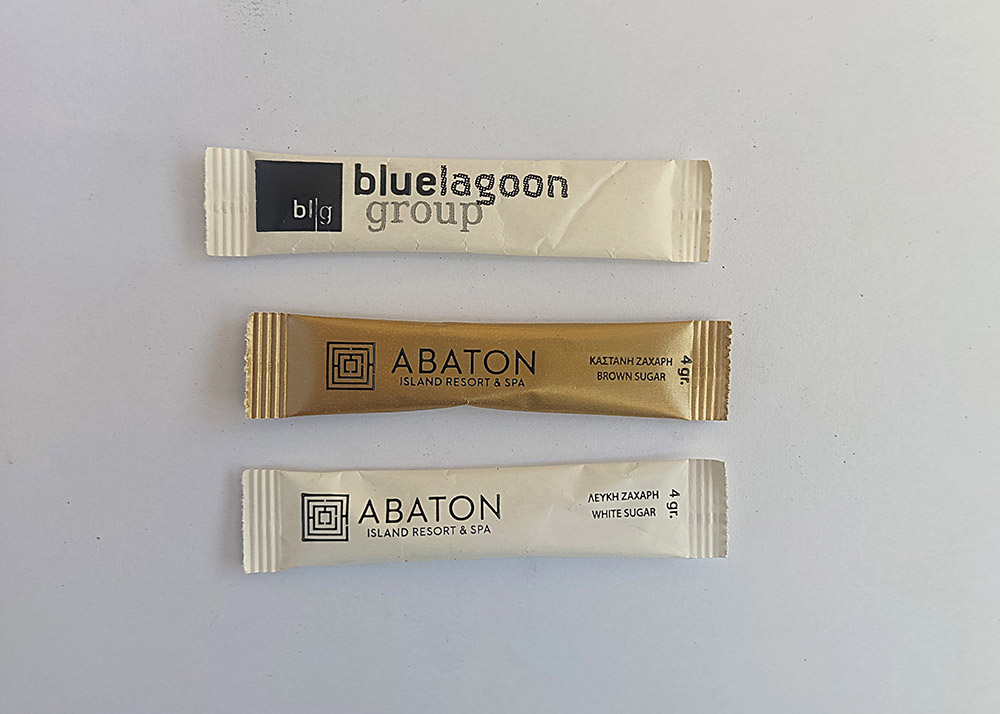 bl|g
bluelagoon
group
ABATON
ISLAND RESORT & SPA
ΚΑΣΤΑΝΗ ΖΑΧΑΡΗ
BROWN SUGAR
4 gr.
ABATON
ISLAND RESORT & SPA
ΛΕΥΚΗ ΖΑΧΑΡΗ
WHITE SUGAR
4 gr.